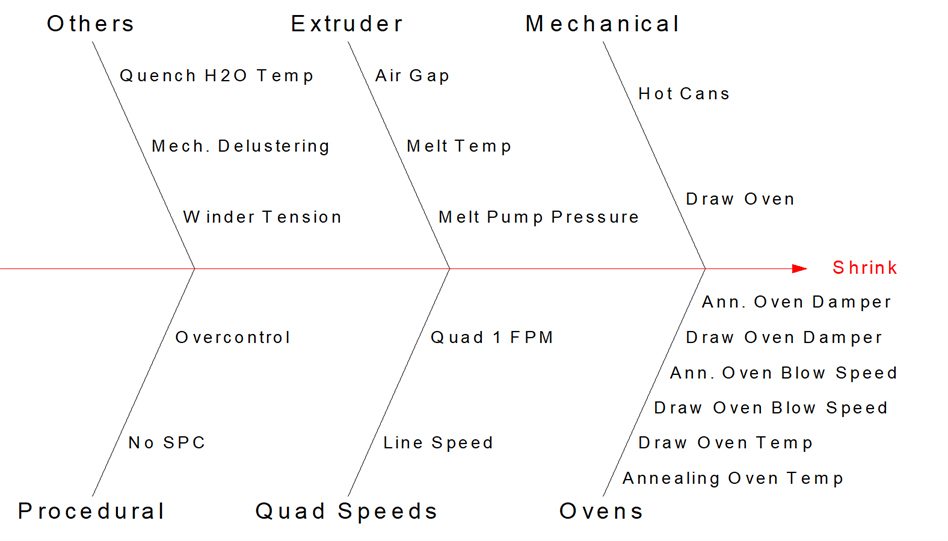 Others
Extruder
Mechanical
Quench H2O Temp
Air Gap
Hot Cans
Mech. Delustering
Melt Temp
Draw Oven
Winder Tension
Melt Pump Pressure
Shrink
Ann. Oven Damper
Overcontrol
Quad 1 FPM
Draw Oven Damper
Ann. Oven Blow Speed
Draw Oven Blow Speed
No SPC
Line Speed
Draw Oven Temp
Annealing Oven Temp
Procedural
Quad Speeds
Ovens